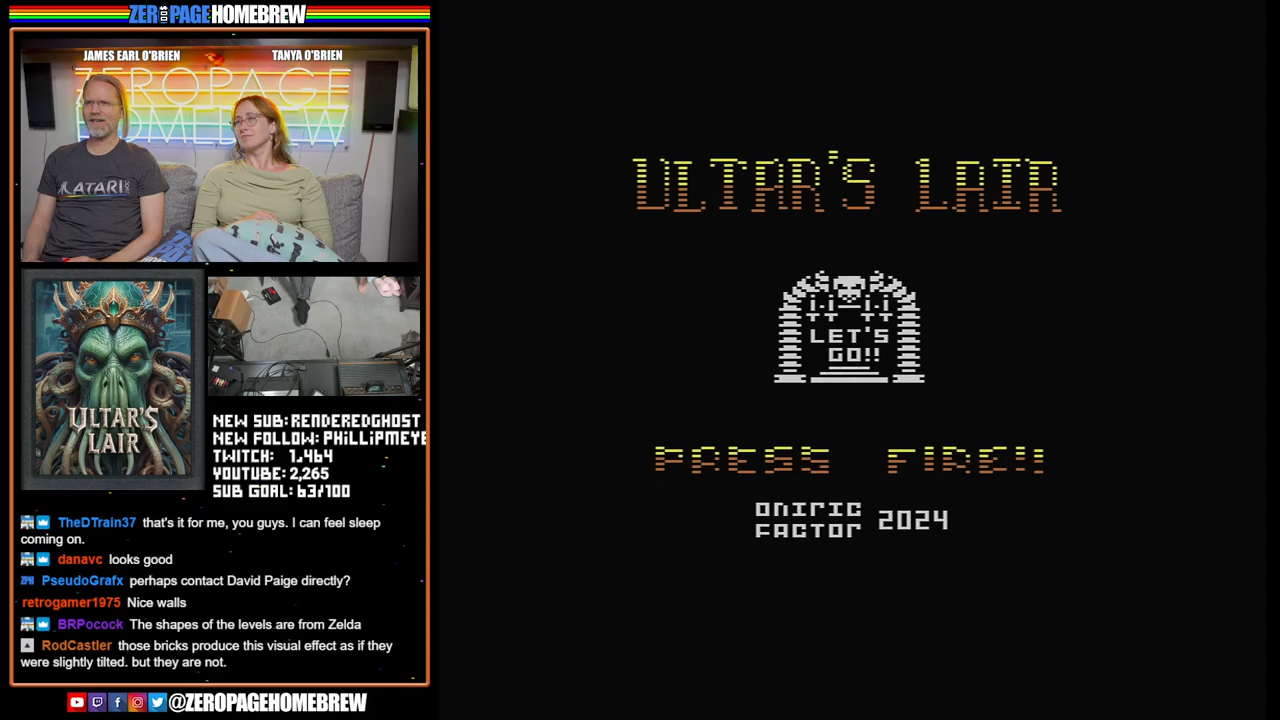 ZEROPAGE HOMEBREW
JAMES EARL O'BRIEN
TANYA O'BRIEN
ZEROPAGE
HOMEBREW
ATARI
ULTAR'S
LAIR
NEW SUB: RENDEREDGHOST
NEW FOLLOW: PHILLIPMEYE
TWITCH: 1,464
YOUTUBE: 2,265
SUB GOAL: 63/100
TheDTrain37 that's it for me, you guys. I can feel sleep
coming on.
danavc looks good
PseudoGrafx perhaps contact David Paige directly?
retrogamer1975 Nice walls
BRPocock The shapes of the levels are from Zelda
RodCastler those bricks produce this visual effect as if they
were slightly tilted. but they are not.
@ZEROPAGEHOMEBREW
ULTAR'S LAIR
LET'S
GO!!
PRESS FIRE!!
ONIRIC
FACTOR 2024